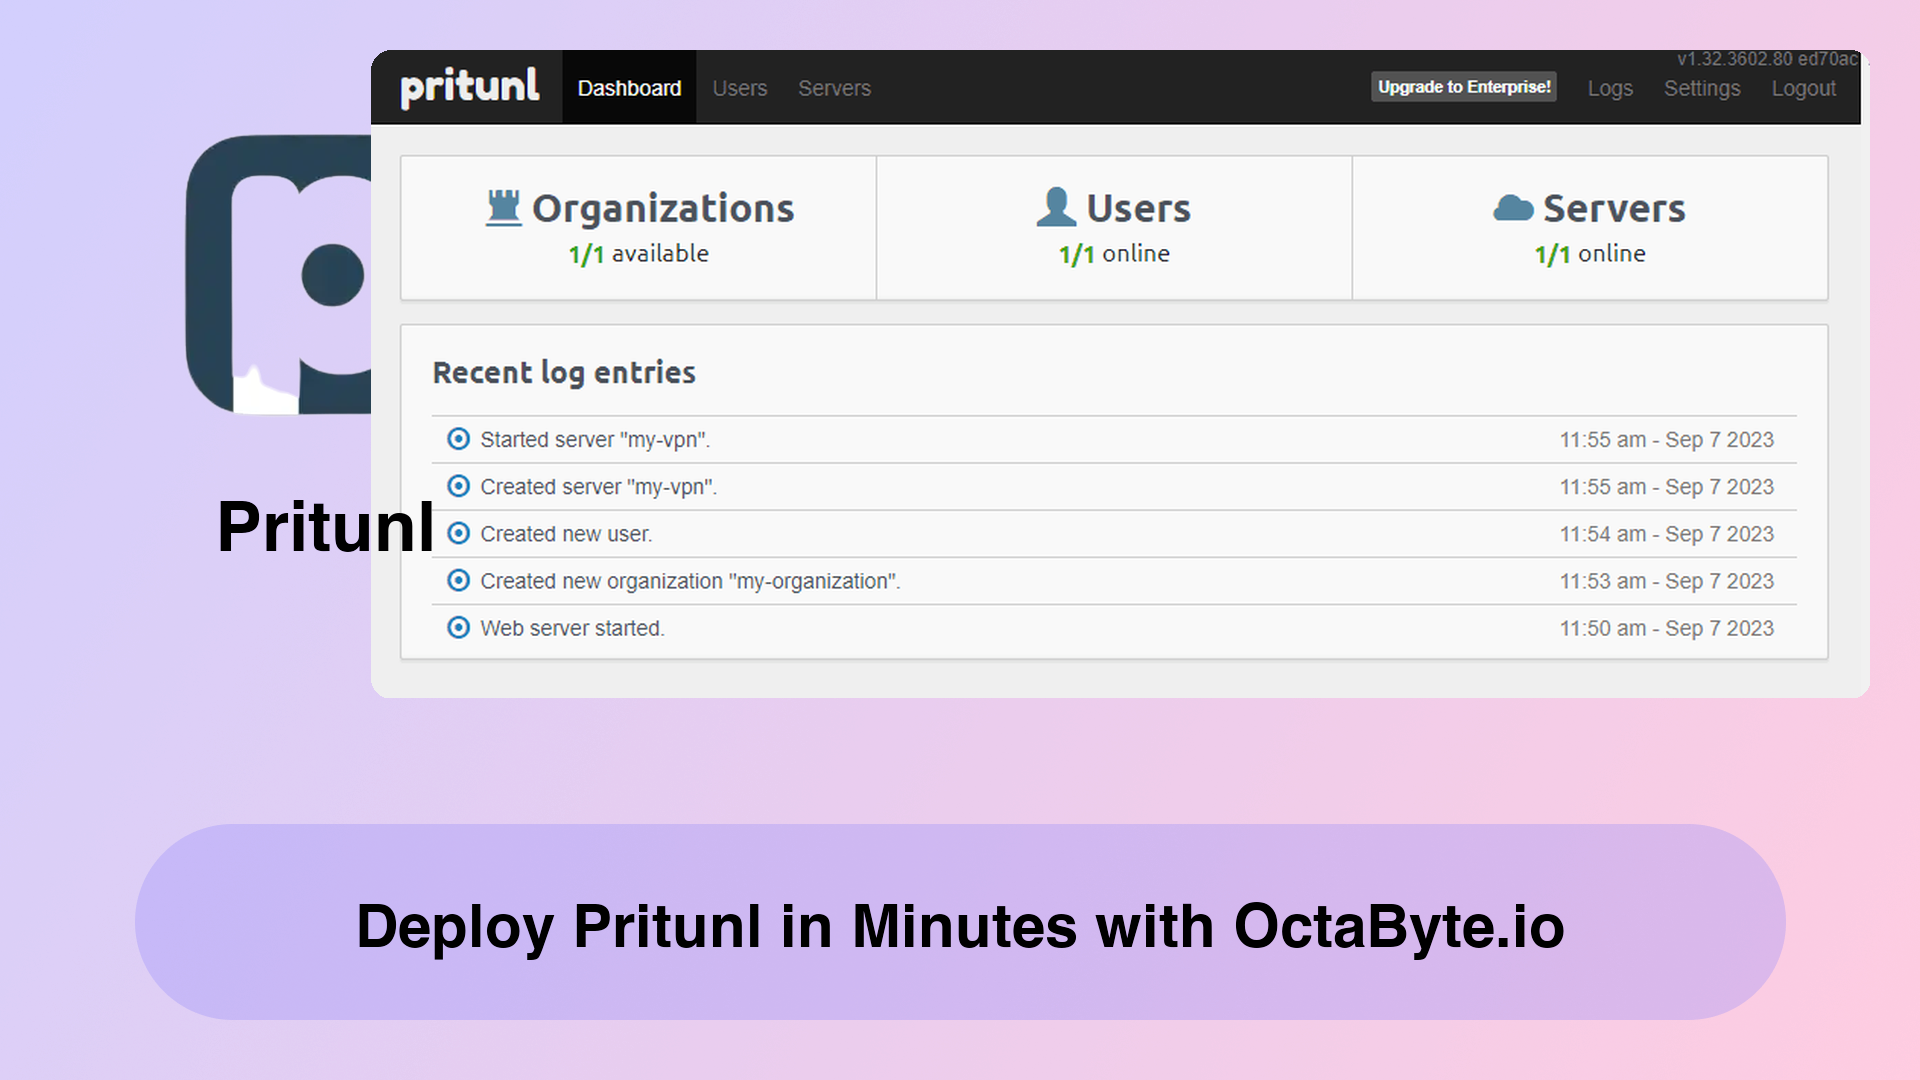 v1.32.3602.80 ed70ac
pritunl Dashboard Users Servers Upgrade to Enterprise! Logs Settings Logout
Organizations
1/1 available
Users
1/1 online
Servers
1/1 online
Recent log entries
Started server "my-vpn". 11:55 am - Sep 7 2023
Created server "my-vpn". 11:55 am - Sep 7 2023
Created new user. 11:54 am - Sep 7 2023
Created new organization "my-organization". 11:53 am - Sep 7 2023
Web server started. 11:50 am - Sep 7 2023
Pritunl
Deploy Pritunl in Minutes with OctaByte.io